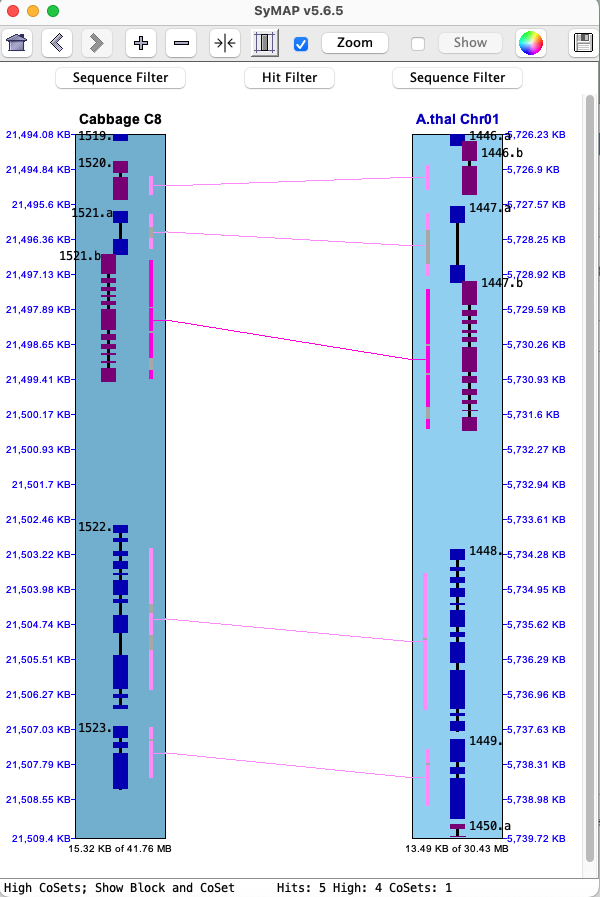 SyMAP v5.6.5
Zoom Show
Sequence Filter Hit Filter Sequence Filter
Cabbage C8 A.thal Chr01
21,494.08 KB 1519. 1446.a 5,726.23 KB
1446.b
21,494.84 KB 1520. 5,726.9 KB
21,495.6 KB 1521.a 1447.a 5,727.57 KB
21,496.36 KB 5,728.25 KB
1521.b
21,497.13 KB 5,728.92 KB
1447.b
21,497.89 KB 5,729.59 KB
21,498.65 KB 5,730.26 KB
21,499.41 KB 5,730.93 KB
21,500.17 KB 5,731.6 KB
21,500.93 KB 5,732.27 KB
21,501.7 KB 5,732.94 KB
21,502.46 KB 5,733.61 KB
1522.
21,503.22 KB 1448. 5,734.28 KB
21,503.98 KB 5,734.95 KB
21,504.74 KB 5,735.62 KB
21,505.51 KB 5,736.29 KB
21,506.27 KB 5,736.96 KB
21,507.03 KB 1523. 5,737.63 KB
1449.
21,507.79 KB 5,738.31 KB
21,508.55 KB 5,738.98 KB
1450.a
21,509.4 KB 5,739.72 KB
15.32 KB of 41.76 MB 13.49 KB of 30.43 MB
High CoSets; Show Block and CoSet Hits: 5 High: 4 CoSets: 1